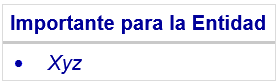 Importante para la Entidad
• Xyz